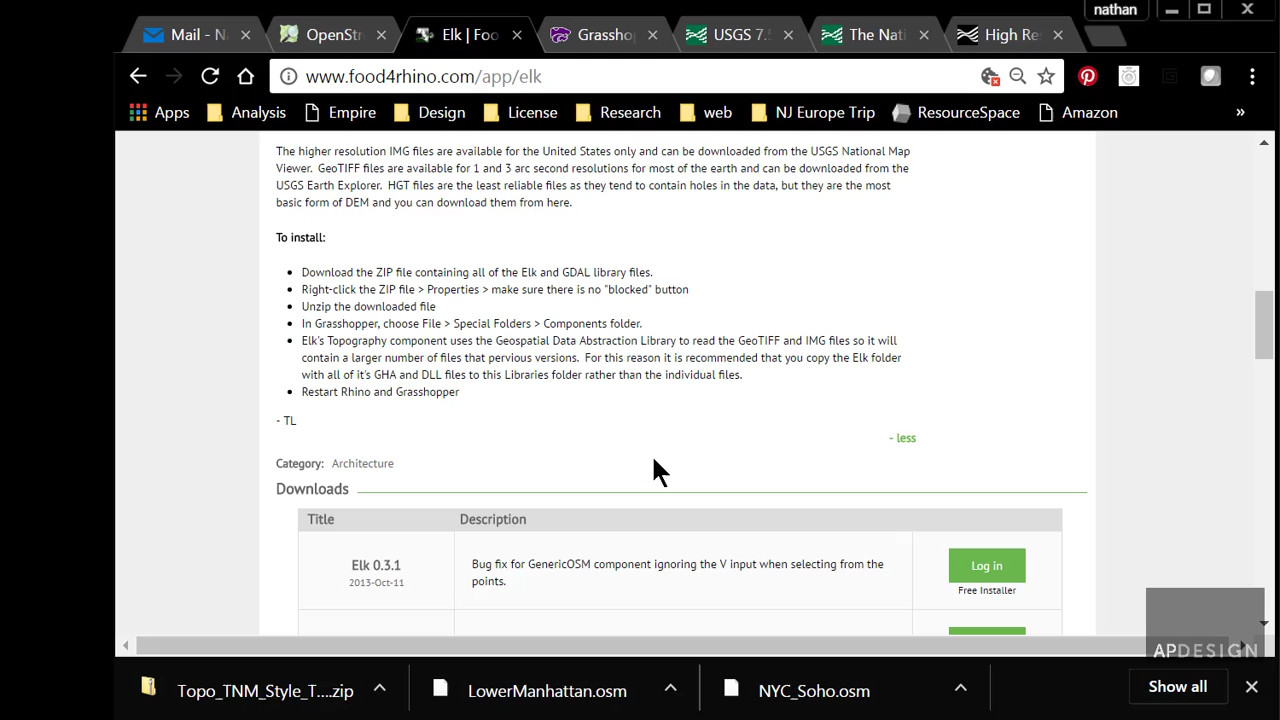 nathan
Mail - N
OpenStr
Elk | Foo
Grassho
USGS 7.
The Nati
High Re
www.food4rhino.com/app/elk
Apps
Analysis
Empire
Design
License
Research
web
NJ Europe Trip
ResourceSpace
Amazon
»
The higher resolution IMG files are available for the United States only and can be downloaded from the USGS National Map
Viewer. GeoTIFF files are available for 1 and 3 arc second resolutions for most of the earth and can be downloaded from the
USGS Earth Explorer. HGT files are the least reliable files as they tend to contain holes in the data, but they are the most
basic form of DEM and you can download them from here.
To install:
• Download the ZIP file containing all of the Elk and GDAL library files.
• Right-click the ZIP file > Properties > make sure there is no "blocked" button
• Unzip the downloaded file
• In Grasshopper, choose File > Special Folders > Components folder.
• Elk's Topography component uses the Geospatial Data Abstraction Library to read the GeoTIFF and IMG files so it will
contain a larger number of files that pervious versions. For this reason it is recommended that you copy the Elk folder
with all of it's GHA and DLL files to this Libraries folder rather than the individual files.
• Restart Rhino and Grasshopper
- TL
- less
Category: Architecture
Downloads
Title Description
Elk 0.3.1
2013-Oct-11
Bug fix for GenericOSM component ignoring the V input when selecting from the
points.
Log in
Free Installer
APDESIGN
Topo_TNM_Style_T....zip
LowerManhattan.osm
NYC_Soho.osm
Show all